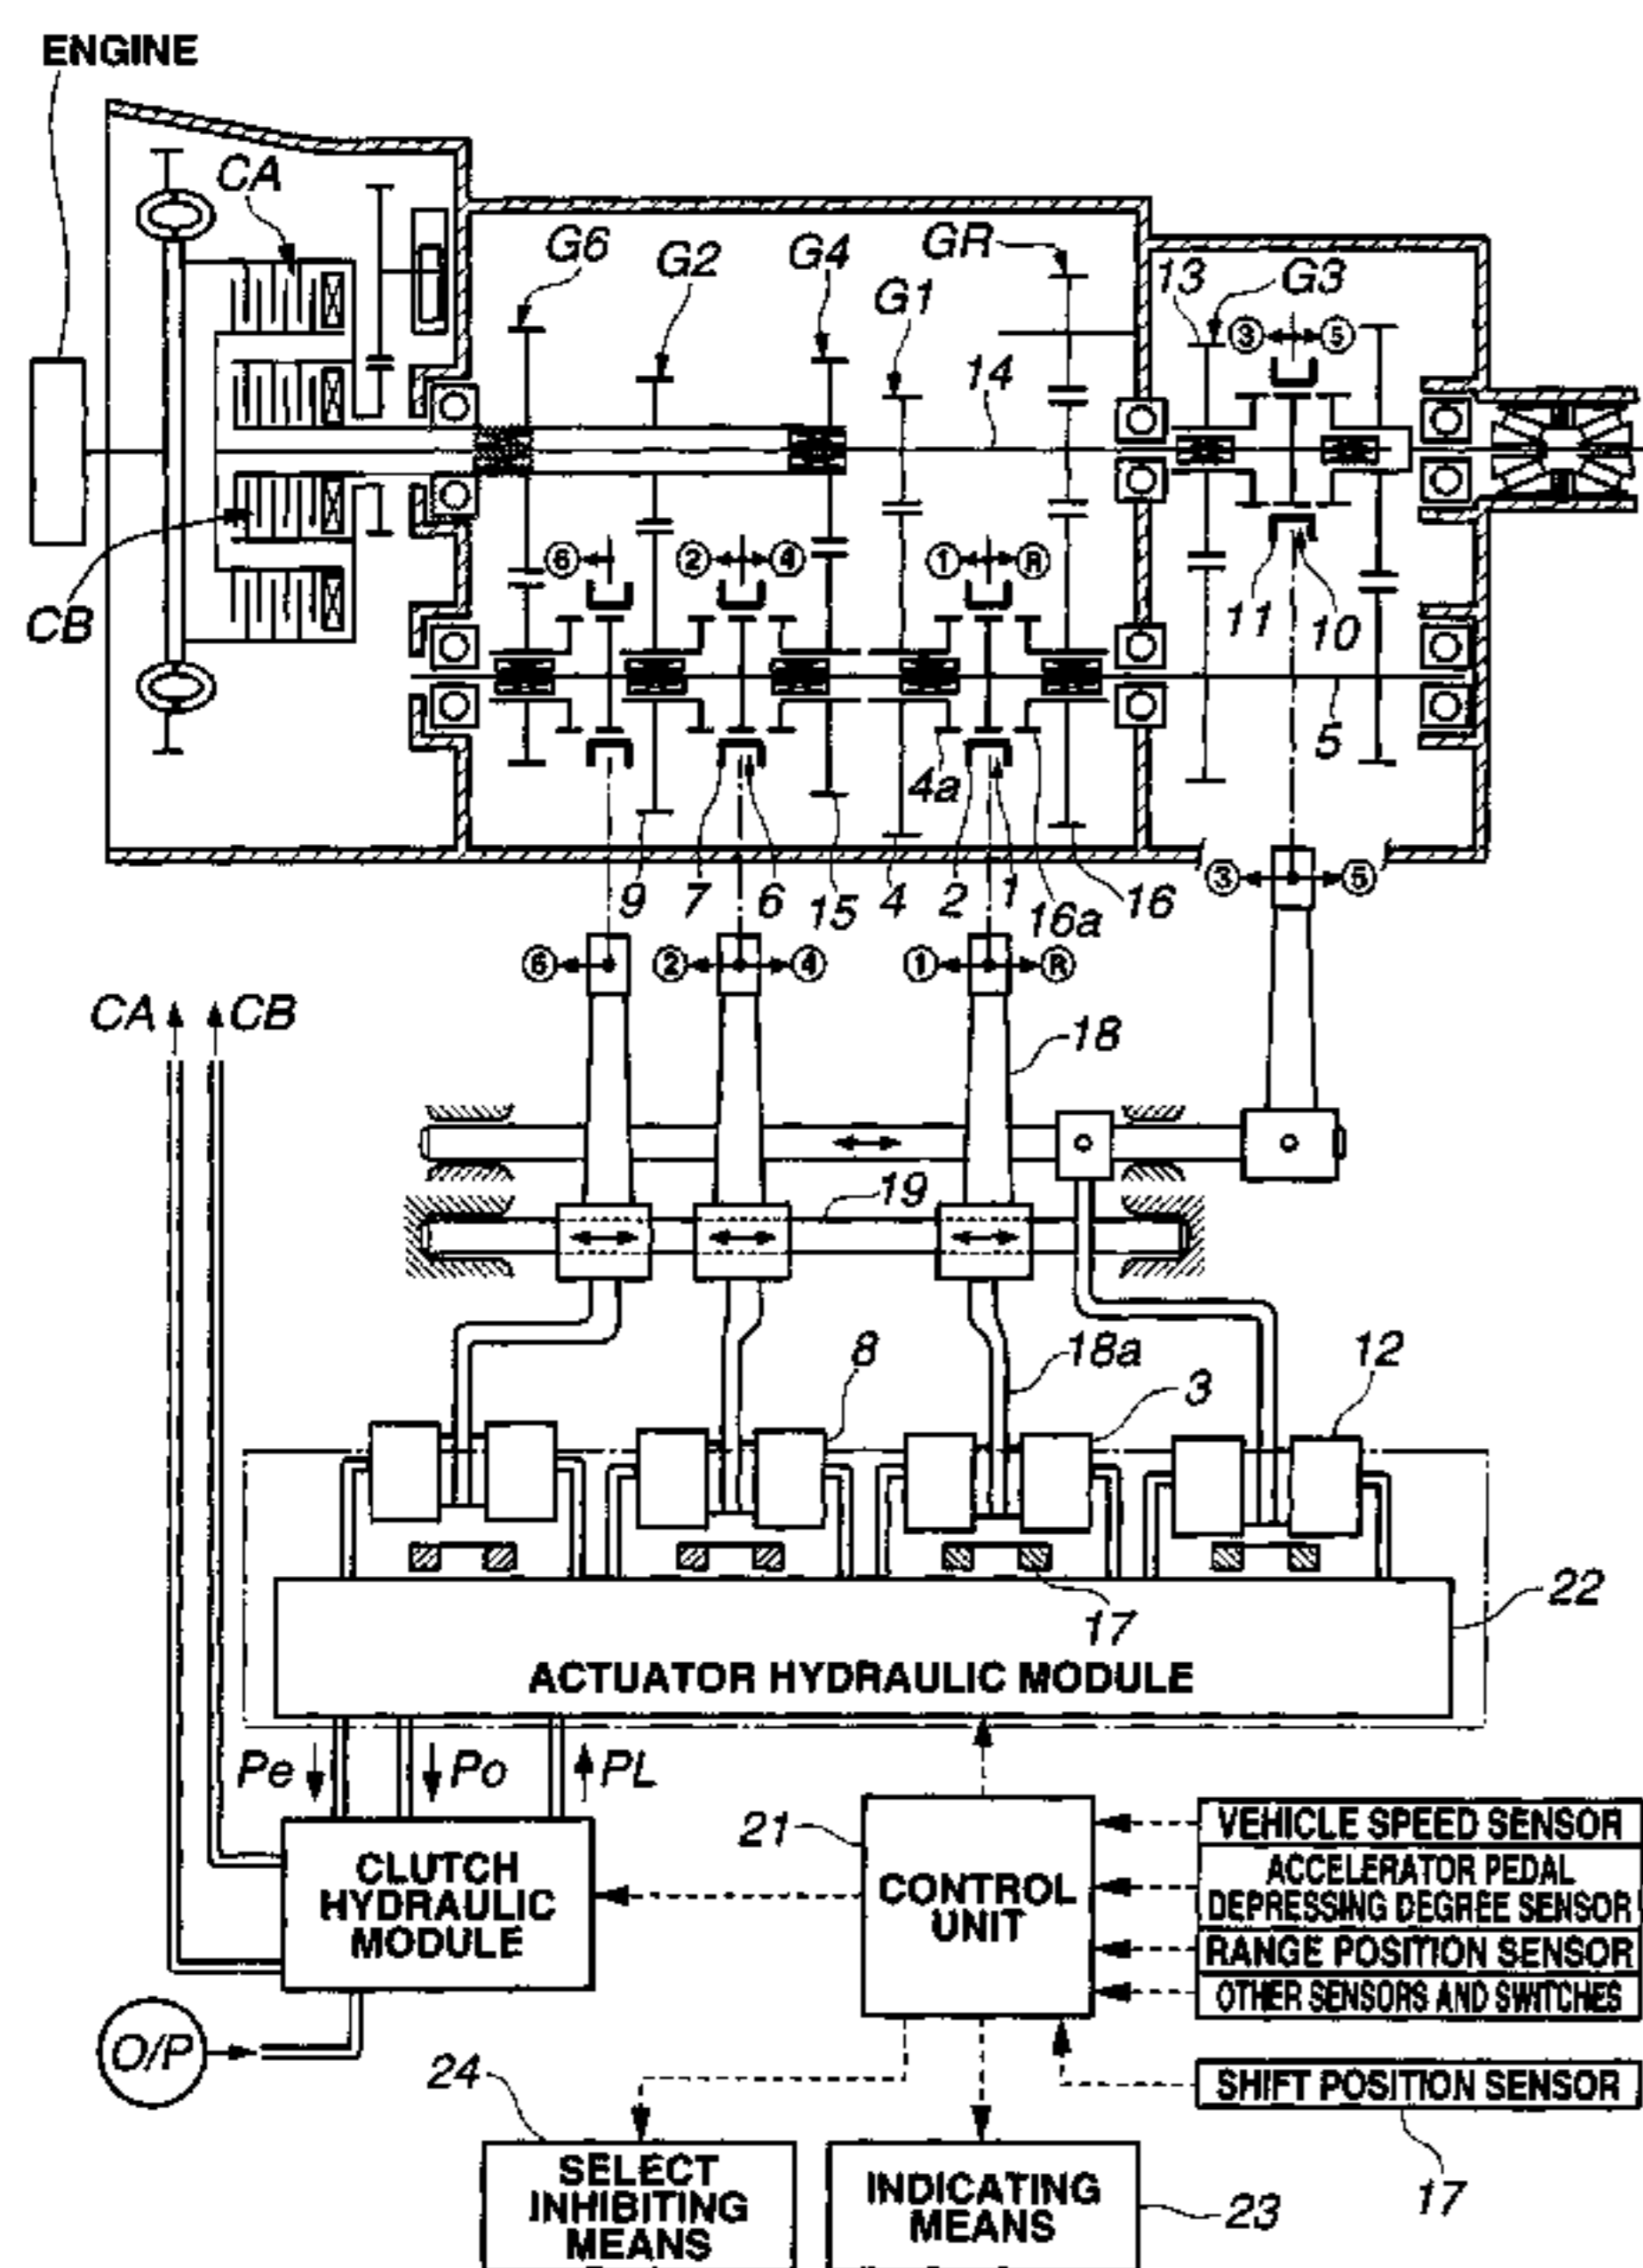 ENGINE
CA
G6
G2
G4
G1
GR
13
G3
③ ⑤
14
CB
⑥
② ④
① Ⓡ
11
10
5
4a
9
7
6
15
4
2
1
16a
16
③ ⑤
⑥
② ④
① Ⓡ
CA
CB
18
19
8
18a
3
12
17
22
ACTUATOR HYDRAULIC MODULE
Pe
Po
PL
21
CLUTCH
HYDRAULIC
MODULE
CONTROL
UNIT
VEHICLE SPEED SENSOR
ACCELERATOR PEDAL
DEPRESSING DEGREE SENSOR
RANGE POSITION SENSOR
OTHER SENSORS AND SWITCHES
O/P
24
SHIFT POSITION SENSOR
17
SELECT
INHIBITING
MEANS
INDICATING
MEANS
23